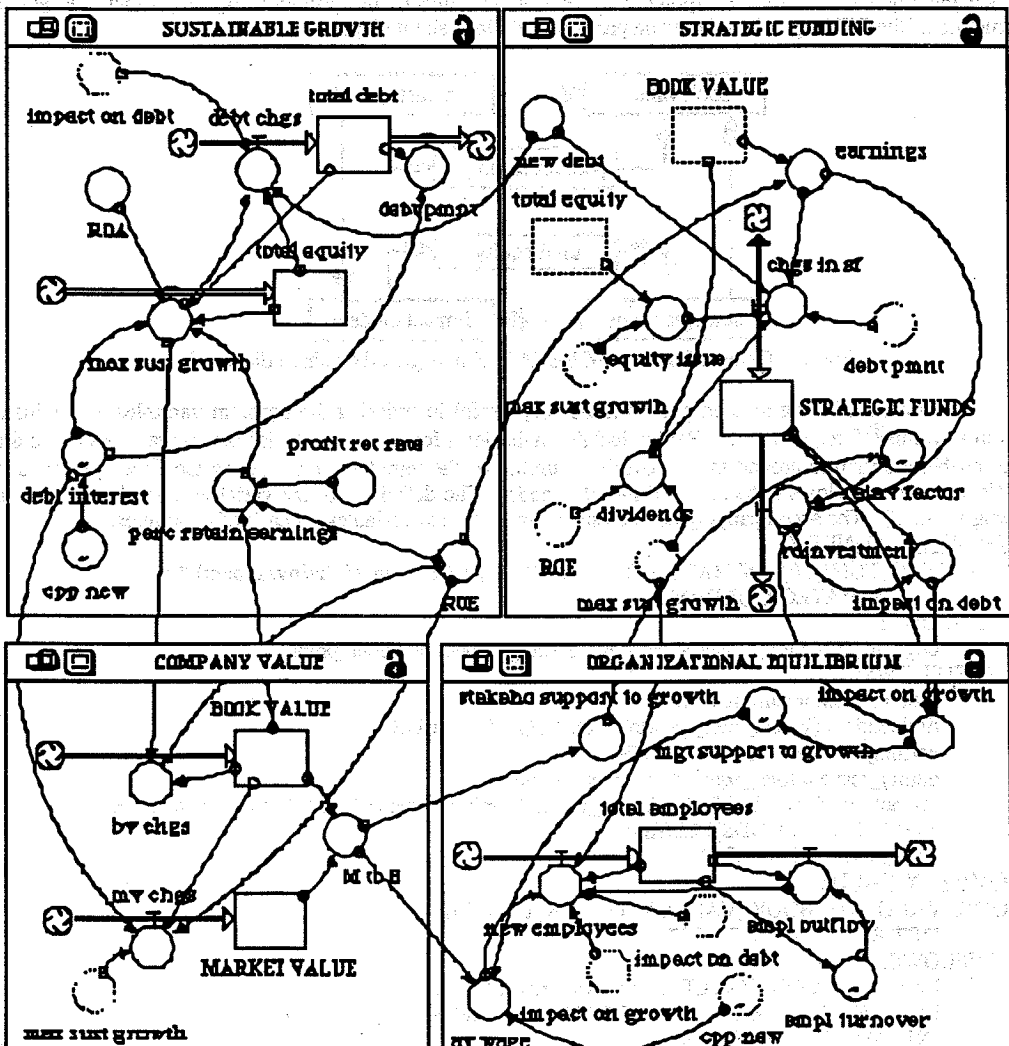 SUSTAINABLE GROWTH
impact on debt
debt chgs
total debt
ROA
debt pmnt
total equity
max sust growth
profit ret rate
debt interest
perc retain earnings
cpp new
ROE
STRATEGIC FUNDING
BOOK VALUE
new debt
earnings
total equity
chgs in sf
equity issue
debt pmnt
max sust growth
STRATEGIC FUNDS
reinv factor
dividends
ROE
reinvestment
max sust growth
impact on debt
COMPANY VALUE
BOOK VALUE
bv chgs
M to B
mv chgs
MARKET VALUE
max sust growth
ORGANIZATIONAL EQUILIBRIUM
stakeho support to growth
impact on growth
mgt support to growth
total employees
new employees
empl outflow
impact on debt
impact on growth
empl turnover
cpp new